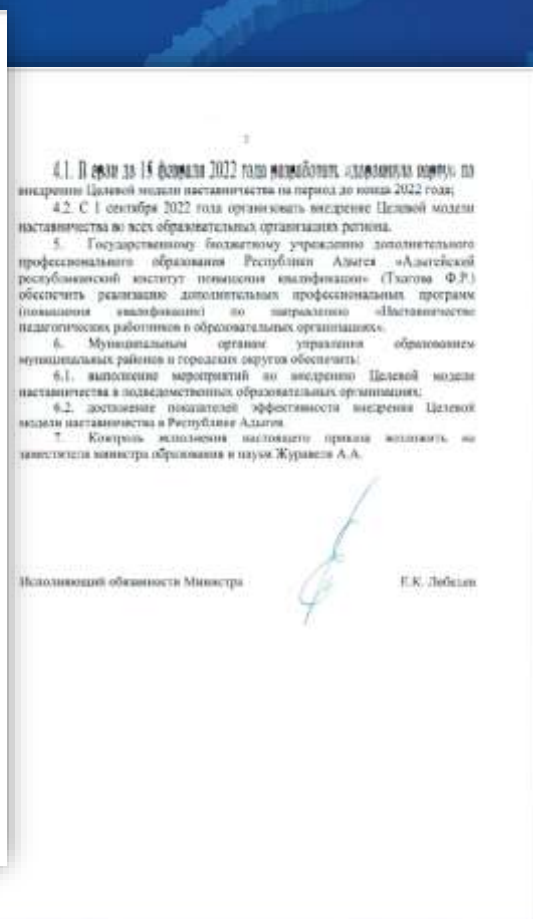 2
4.1. В срок до 15 февраля 2022 года разработать «дорожную карту» по
внедрению Целевой модели наставничества на период до конца 2022 года;
4.2. С 1 сентября 2022 года организовать внедрение Целевой модели
наставничества во всех образовательных организациях региона.
5. Государственному бюджетному учреждению дополнительного
профессионального образования Республики Адыгея «Адыгейской
республиканский институт повышения квалификации» (Тхагова Ф.Р.)
обеспечить реализацию дополнительных профессиональных программ
(повышения квалификации) по направлению «Наставничество
педагогических работников в образовательных организациях».
6. Муниципальным органам управления образованием
муниципальных районов и городских округов обеспечить:
6.1. выполнение мероприятий по внедрению Целевой модели
наставничества в подведомственных образовательных организациях;
6.2. достижение показателей эффективности внедрения Целевой
модели наставничества в Республике Адыгея.
7. Контроль исполнения настоящего приказа возложить на
заместителя министра образования и науки Журавеля А.А.
Исполняющий обязанности Министра Е.К. Лебедев